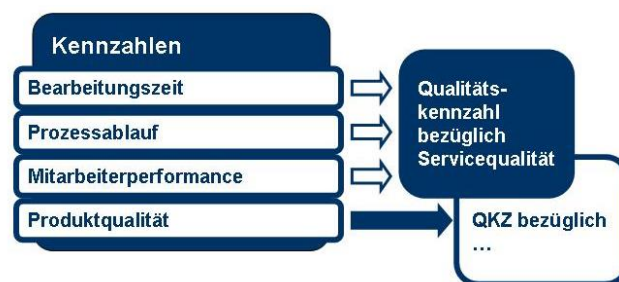 Kennzahlen
Bearbeitungszeit
Prozessablauf
Mitarbeiterperformance
Produktqualität
Qualitäts-
kennzahl
bezüglich
Servicequalität
QKZ bezüglich
...